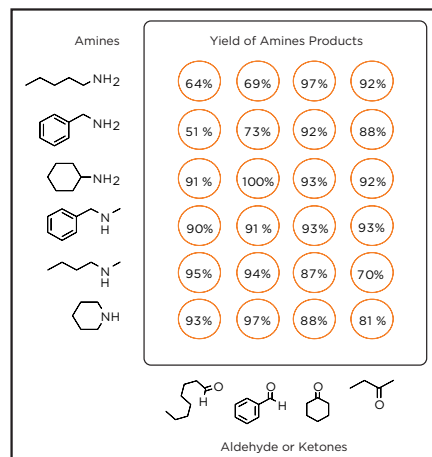 Amines
Yield of Amines Products
NH2
64% 69% 97% 92%
NH2
51 % 73% 92% 88%
NH2
91 % 100% 93% 92%
N
H
90% 91 % 93% 93%
N
H
95% 94% 87% 70%
NH
93% 97% 88% 81 %
O
H
O
H
O
O
Aldehyde or Ketones